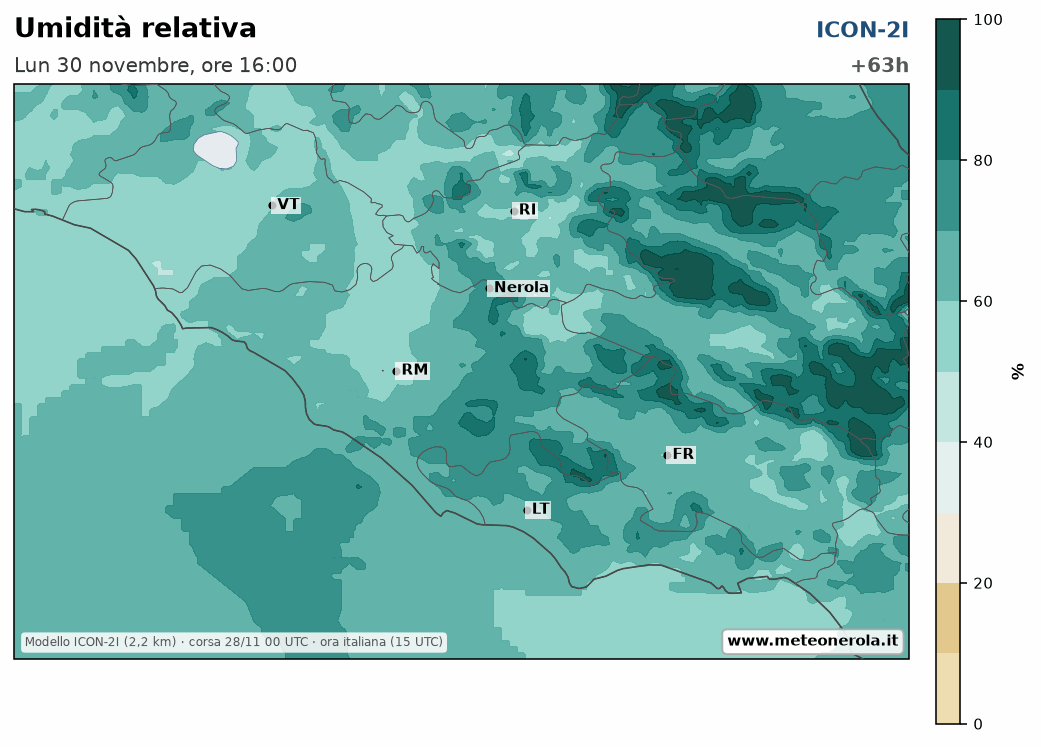 Umidità relativa
ICON-2I
Lun 30 novembre, ore 16:00
+63h
100
80
60
40
20
0
%
VT
RI
Nerola
RM
FR
LT
Modello ICON-2I (2,2 km) · corsa 28/11 00 UTC · ora italiana (15 UTC)
www.meteonerola.it